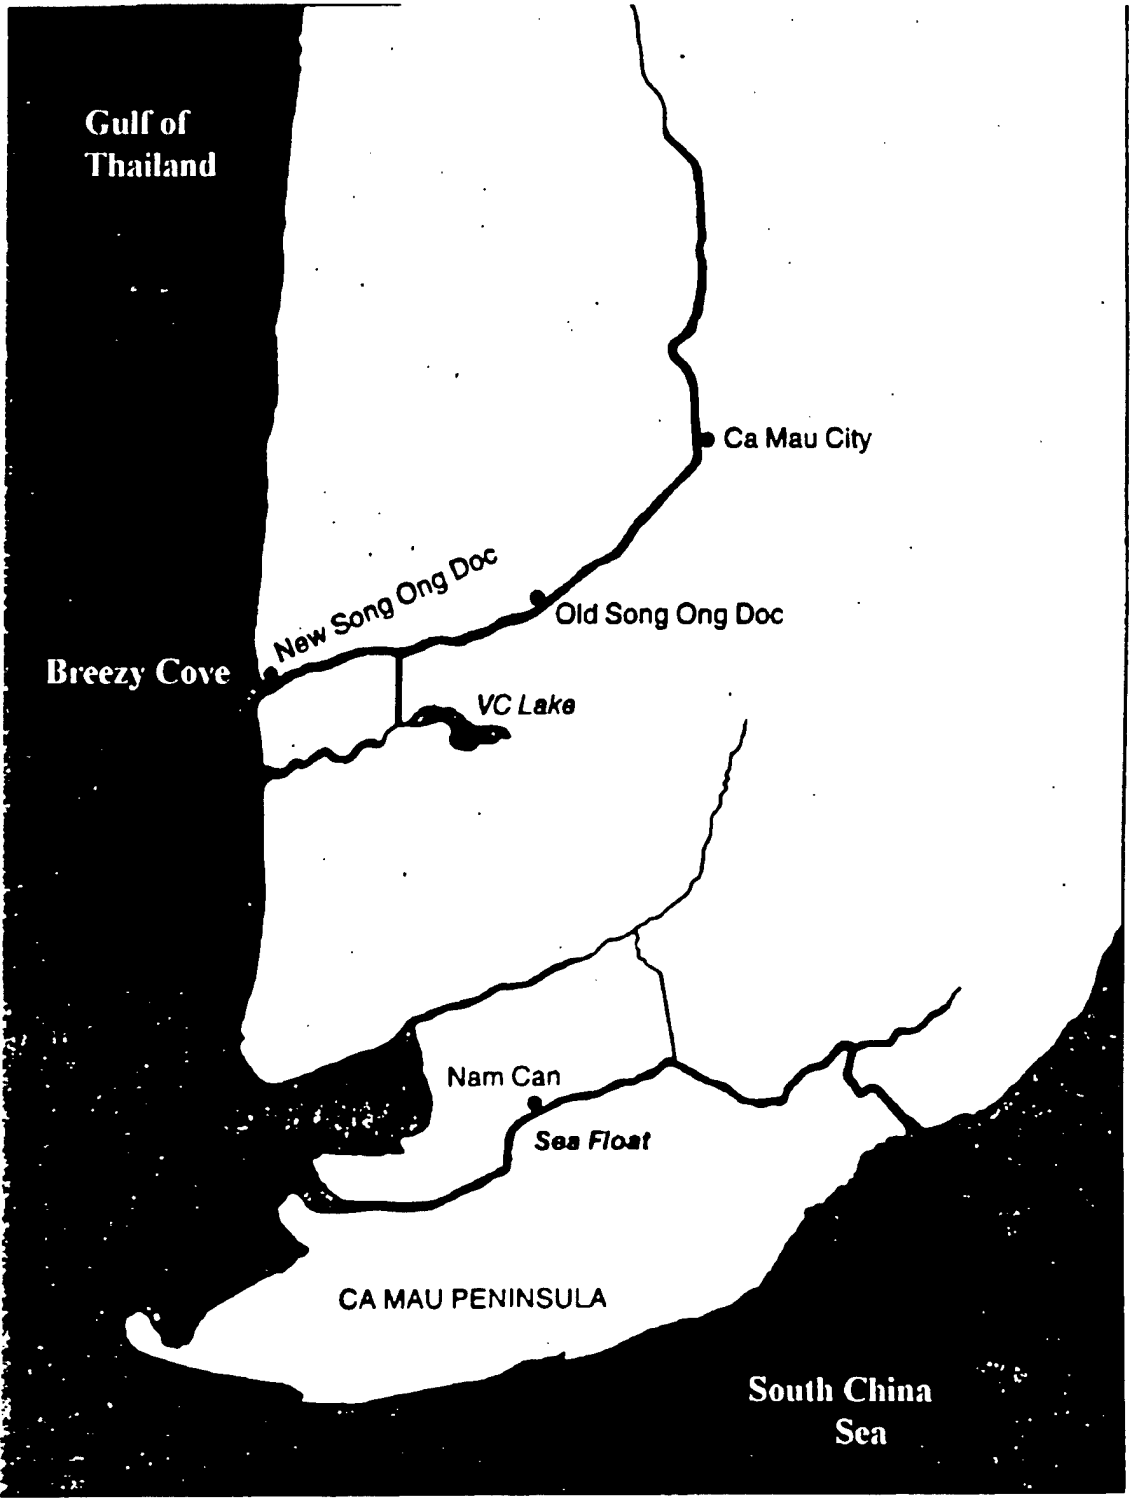 Gulf of
Thailand
Ca Mau City
New Song Ong Doc
Old Song Ong Doc
Breezy Cove
VC Lake
Nam Can
Sea Float
CA MAU PENINSULA
South China
Sea